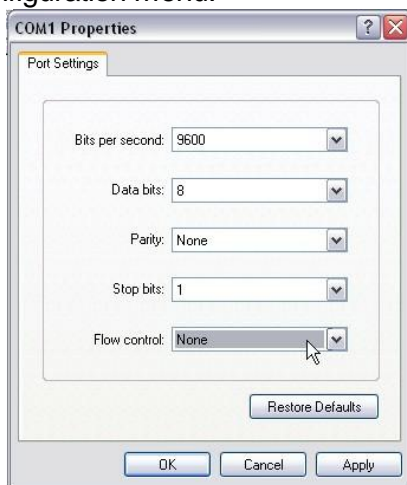 COM1 Properties
Port Settings
Bits per second: 9600
Data bits: 8
Parity: None
Stop bits: 1
Flow control: None
Restore Defaults
OK Cancel Apply